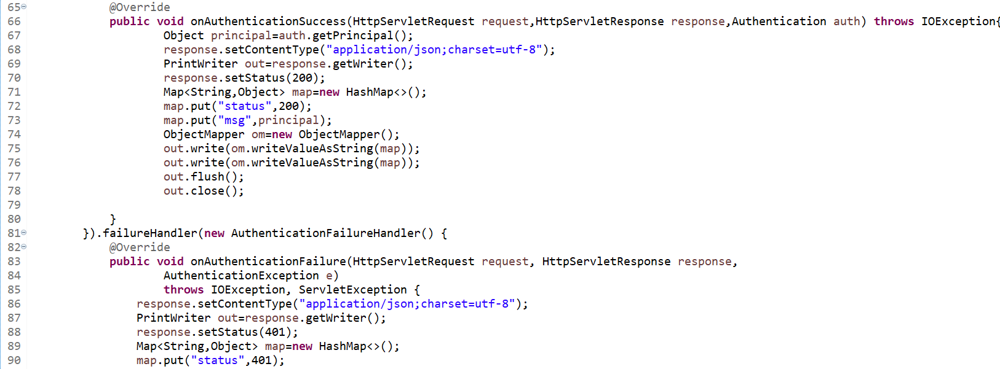 65 @Override
66 public void onAuthenticationSuccess(HttpServletRequest request,HttpServletResponse response,Authentication auth) throws IOException{
67 Object principal=auth.getPrincipal();
68 response.setContentType("application/json;charset=utf-8");
69 PrintWriter out=response.getWriter();
70 response.setStatus(200);
71 Map<String,Object> map=new HashMap<>();
72 map.put("status",200);
73 map.put("msg",principal);
74 ObjectMapper om=new ObjectMapper();
75 out.write(om.writeValueAsString(map));
76 out.write(om.writeValueAsString(map));
77 out.flush();
78 out.close();
79
80 }
81 }).failureHandler(new AuthenticationFailureHandler() {
82 @Override
83 public void onAuthenticationFailure(HttpServletRequest request, HttpServletResponse response,
84 AuthenticationException e)
85 throws IOException, ServletException {
86 response.setContentType("application/json;charset=utf-8");
87 PrintWriter out=response.getWriter();
88 response.setStatus(401);
89 Map<String,Object> map=new HashMap<>();
90 map.put("status",401);